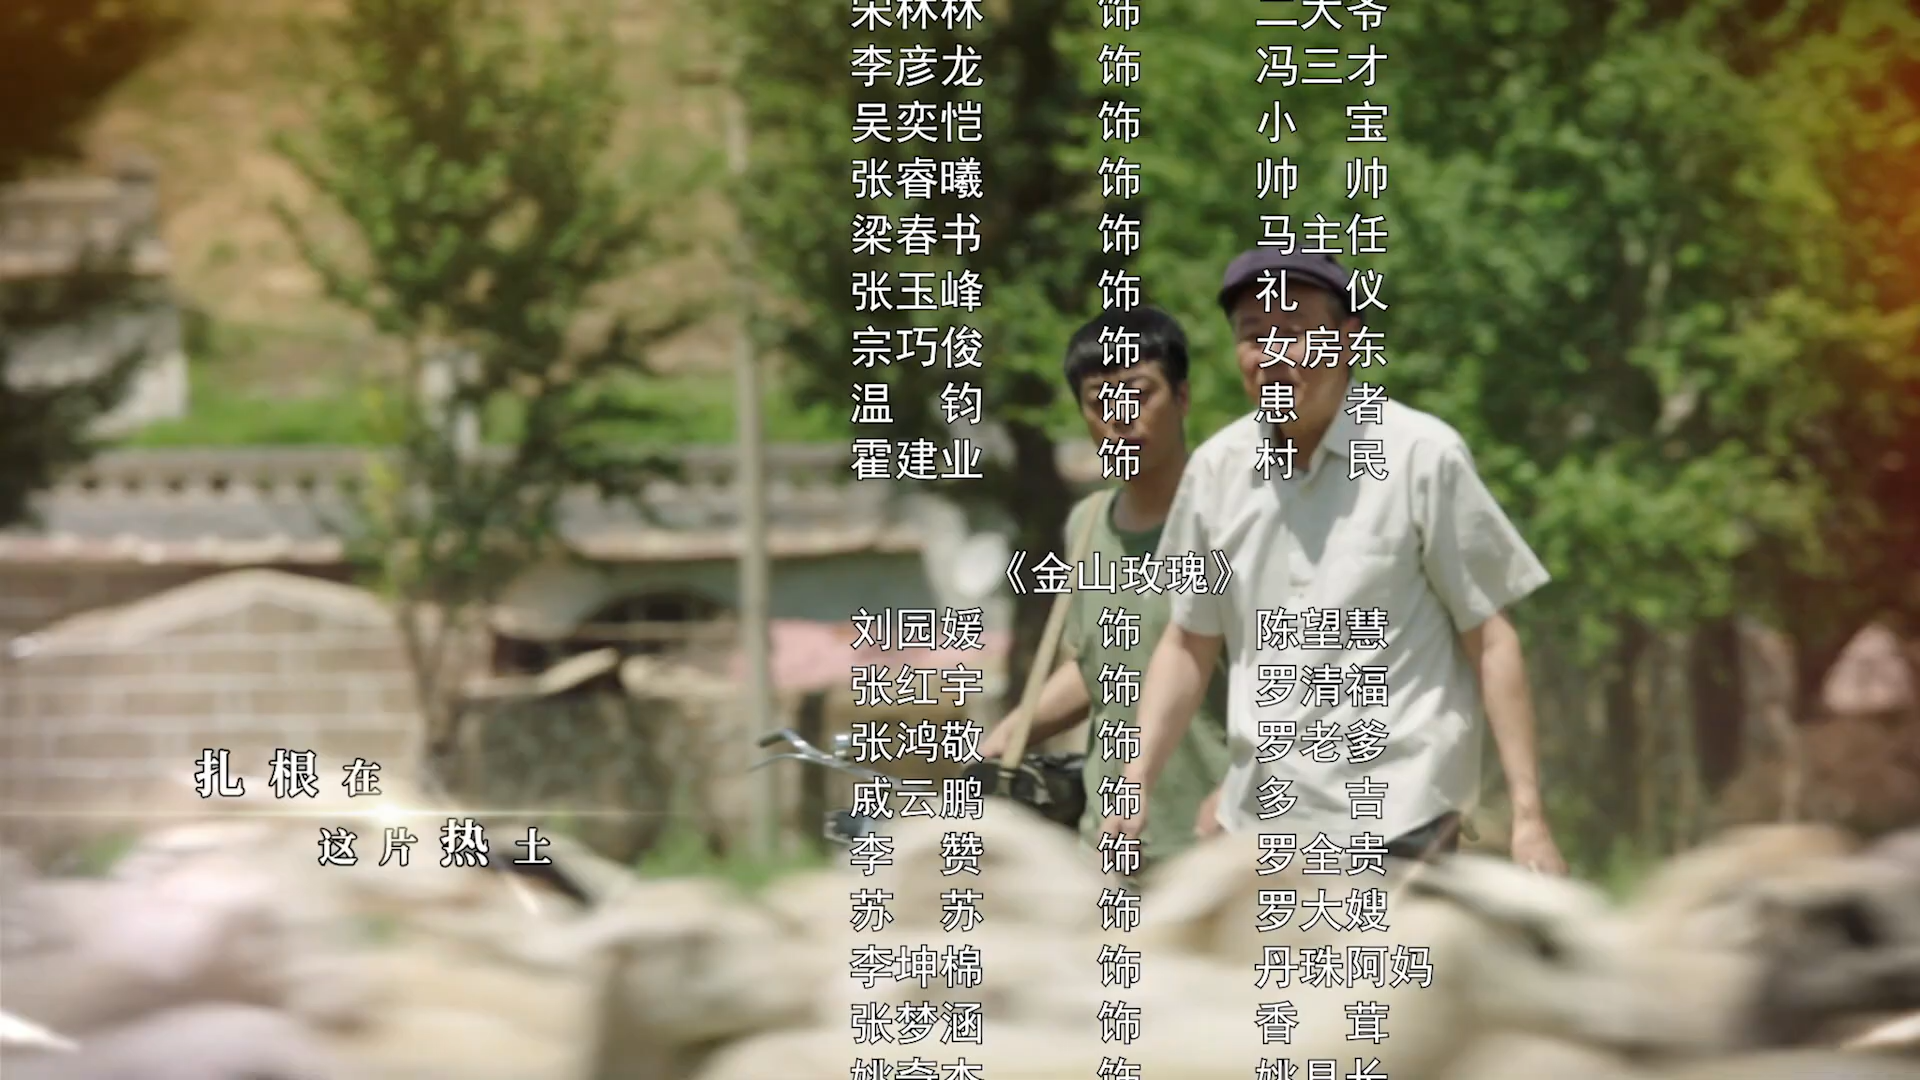 李彦龙 饰 冯三才
吴奕恺 饰 小宝
张睿曦 饰 帅帅
梁春书 饰 马主任
张玉峰 饰 礼仪
宗巧俊 饰 女房东
温钧 饰 患者
霍建业 饰 村民
《金山玫瑰》
刘园媛 饰 陈望慧
张红宇 饰 罗清福
张鸿敬 饰 罗老爹
戚云鹏 饰 多吉
李赞 饰 罗全贵
苏苏 饰 罗大嫂
李坤棉 饰 丹珠阿妈
张梦涵 饰 香茸
扎根在
这片热土